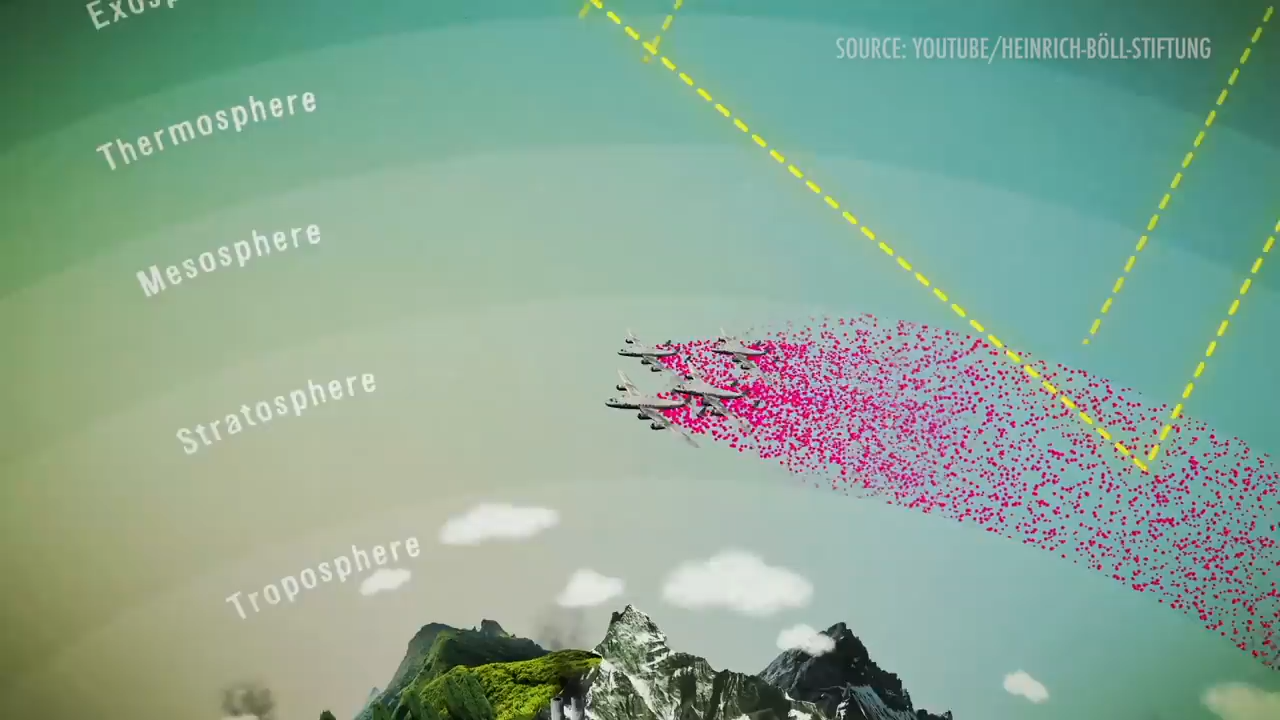 SOURCE: YOUTUBE/HEINRICH-BÖLL-STIFTUNG
Thermosphere
Mesosphere
Stratosphere
Troposphere